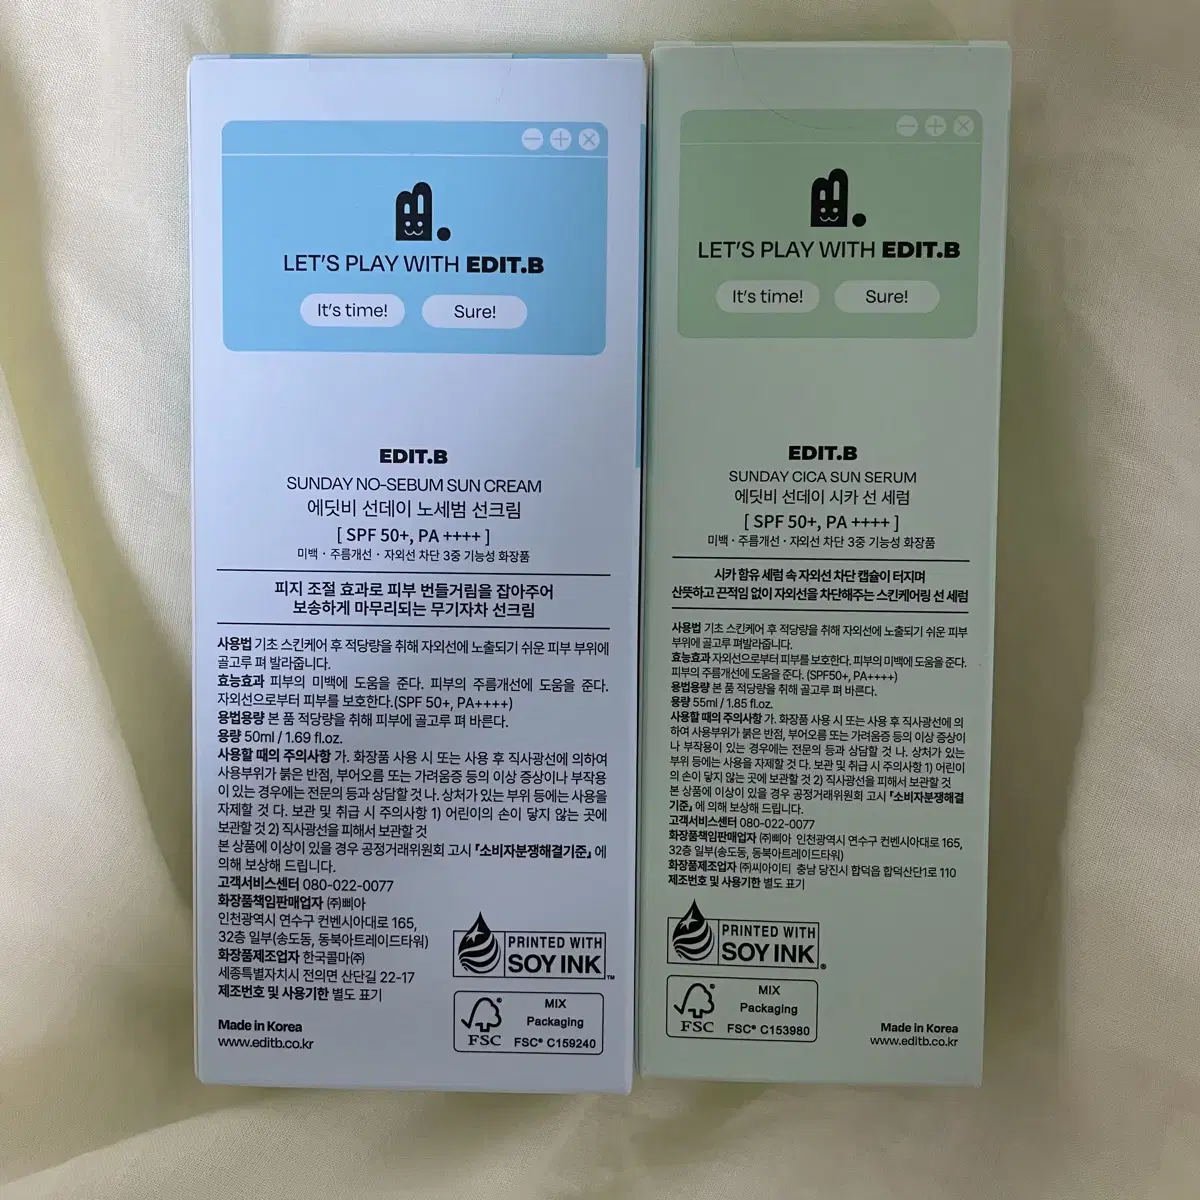 LET'S PLAY WITH EDIT.B
It's time!
Sure!
EDIT.B
SUNDAY NO-SEBUM SUN CREAM
에딧비 선데이 노세범 선크림
[ SPF 50+, PA ++++ ]
미백 · 주름개선 · 자외선 차단 3중 기능성 화장품
피지 조절 효과로 피부 번들거림을 잡아주어
보송하게 마무리되는 무기자차 선크림
사용법 기초 스킨케어 후 적당량을 취해 자외선에 노출되기 쉬운 피부 부위에
골고루 펴 발라줍니다.
효능효과 피부의 미백에 도움을 준다. 피부의 주름개선에 도움을 준다.
자외선으로부터 피부를 보호한다.(SPF 50+, PA++++)
용법용량 본 품 적당량을 취해 피부에 골고루 펴 바른다.
용량 50ml / 1.69 fl.oz.
사용할 때의 주의사항 가. 화장품 사용 시 또는 사용 후 직사광선에 의하여
사용부위가 붉은 반점, 부어오름 또는 가려움증 등의 이상 증상이나 부작용
이 있는 경우에는 전문의 등과 상담할 것 나. 상처가 있는 부위 등에는 사용을
자제할 것 다. 보관 및 취급 시 주의사항 1) 어린이의 손이 닿지 않는 곳에
보관할 것 2) 직사광선을 피해서 보관할 것
본 상품에 이상이 있을 경우 공정거래위원회 고시 『소비자분쟁해결기준』에
의해 보상해 드립니다.
고객서비스센터 080-022-0077
화장품책임판매업자 ㈜삐아
인천광역시 연수구 컨벤시아대로 165,
32층 일부(송도동, 동북아트레이드타워)
화장품제조업자 한국콜마㈜
세종특별자치시 전의면 산단길 22-17
제조번호 및 사용기한 별도 표기
Made in Korea
www.editb.co.kr
PRINTED WITH
SOY INK™
FSC
MIX
Packaging
FSC® C159240
LET'S PLAY WITH EDIT.B
It's time!
Sure!
EDIT.B
SUNDAY CICA SUN SERUM
에딧비 선데이 시카 선 세럼
[ SPF 50+, PA ++++ ]
미백 · 주름개선 · 자외선 차단 3중 기능성 화장품
시카 함유 세럼 속 자외선 차단 캡슐이 터지며
산뜻하고 끈적임 없이 자외선을 차단해주는 스킨케어링 선 세럼
사용법 기초 스킨케어 후 적당량을 취해 자외선에 노출되기 쉬운 피부
부위에 골고루 펴발라줍니다.
효능효과 자외선으로부터 피부를 보호한다. 피부의 미백에 도움을 준다.
피부의 주름개선에 도움을 준다. (SPF50+, PA++++)
용법용량 본 품 적당량을 취해 골고루 펴 바른다.
용량 55ml / 1.85 fl.oz.
사용할 때의 주의사항 가. 화장품 사용 시 또는 사용 후 직사광선에 의
하여 사용부위가 붉은 반점, 부어오름 또는 가려움증 등의 이상 증상이
나 부작용이 있는 경우에는 전문의 등과 상담할 것 나. 상처가 있는
부위 등에는 사용을 자제할 것 다. 보관 및 취급 시 주의사항 1) 어린이
의 손이 닿지 않는 곳에 보관할 것 2) 직사광선을 피해서 보관할 것
본 상품에 이상이 있을 경우 공정거래위원회 고시 『소비자분쟁해결
기준』에 의해 보상해 드립니다.
고객서비스센터 080-022-0077
화장품책임판매업자 ㈜삐아 인천광역시 연수구 컨벤시아대로 165,
32층 일부(송도동, 동북아트레이드타워)
화장품제조업자 ㈜씨아이티 충남 당진시 합덕읍 합덕산단1로 110
제조번호 및 사용기한 별도 표기
PRINTED WITH
SOY INK®
FSC
MIX
Packaging
FSC® C153980
Made in Korea
www.editb.co.kr